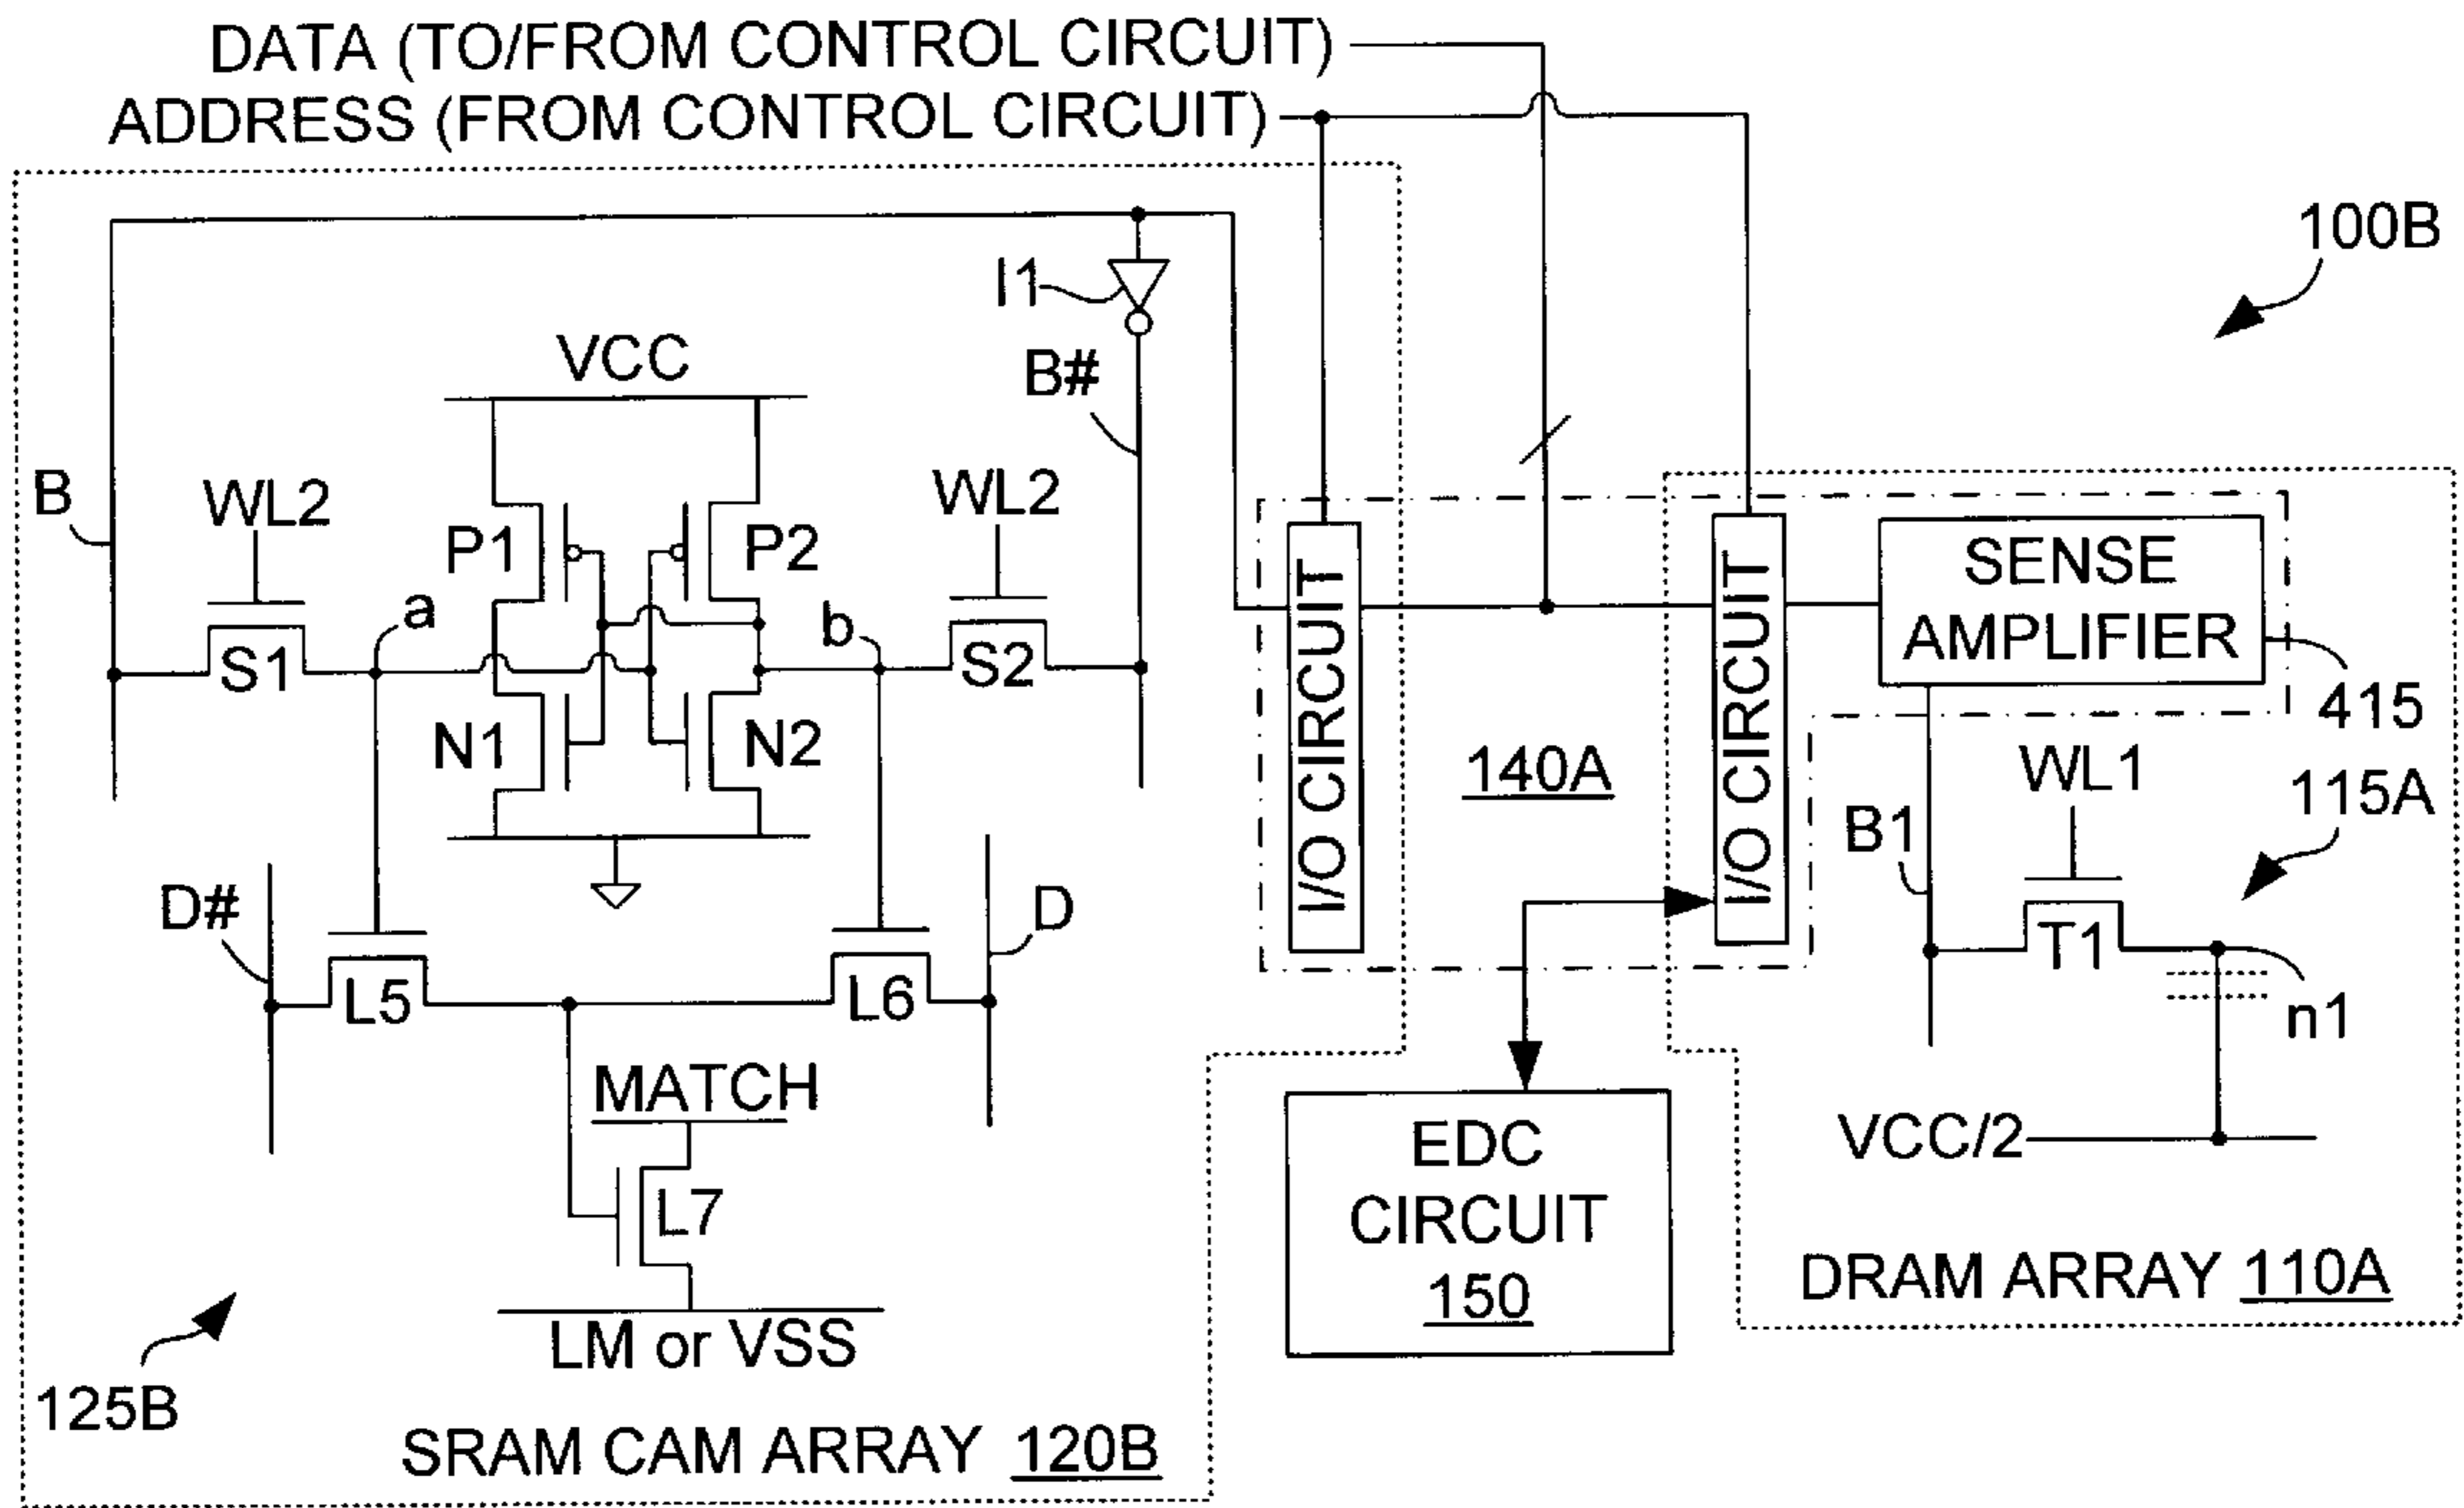 DATA (TO/FROM CONTROL CIRCUIT)
ADDRESS (FROM CONTROL CIRCUIT)
100B
I1
B#
VCC
B
WL2
WL2
P1
P2
a
b
S1
S2
N1
N2
I/O CIRCUIT
140A
I/O CIRCUIT
SENSE
AMPLIFIER
415
WL1
115A
B1
T1
n1
VCC/2
D#
D
L5
L6
MATCH
L7
LM or VSS
EDC
CIRCUIT
150
DRAM ARRAY 110A
125B
SRAM CAM ARRAY 120B